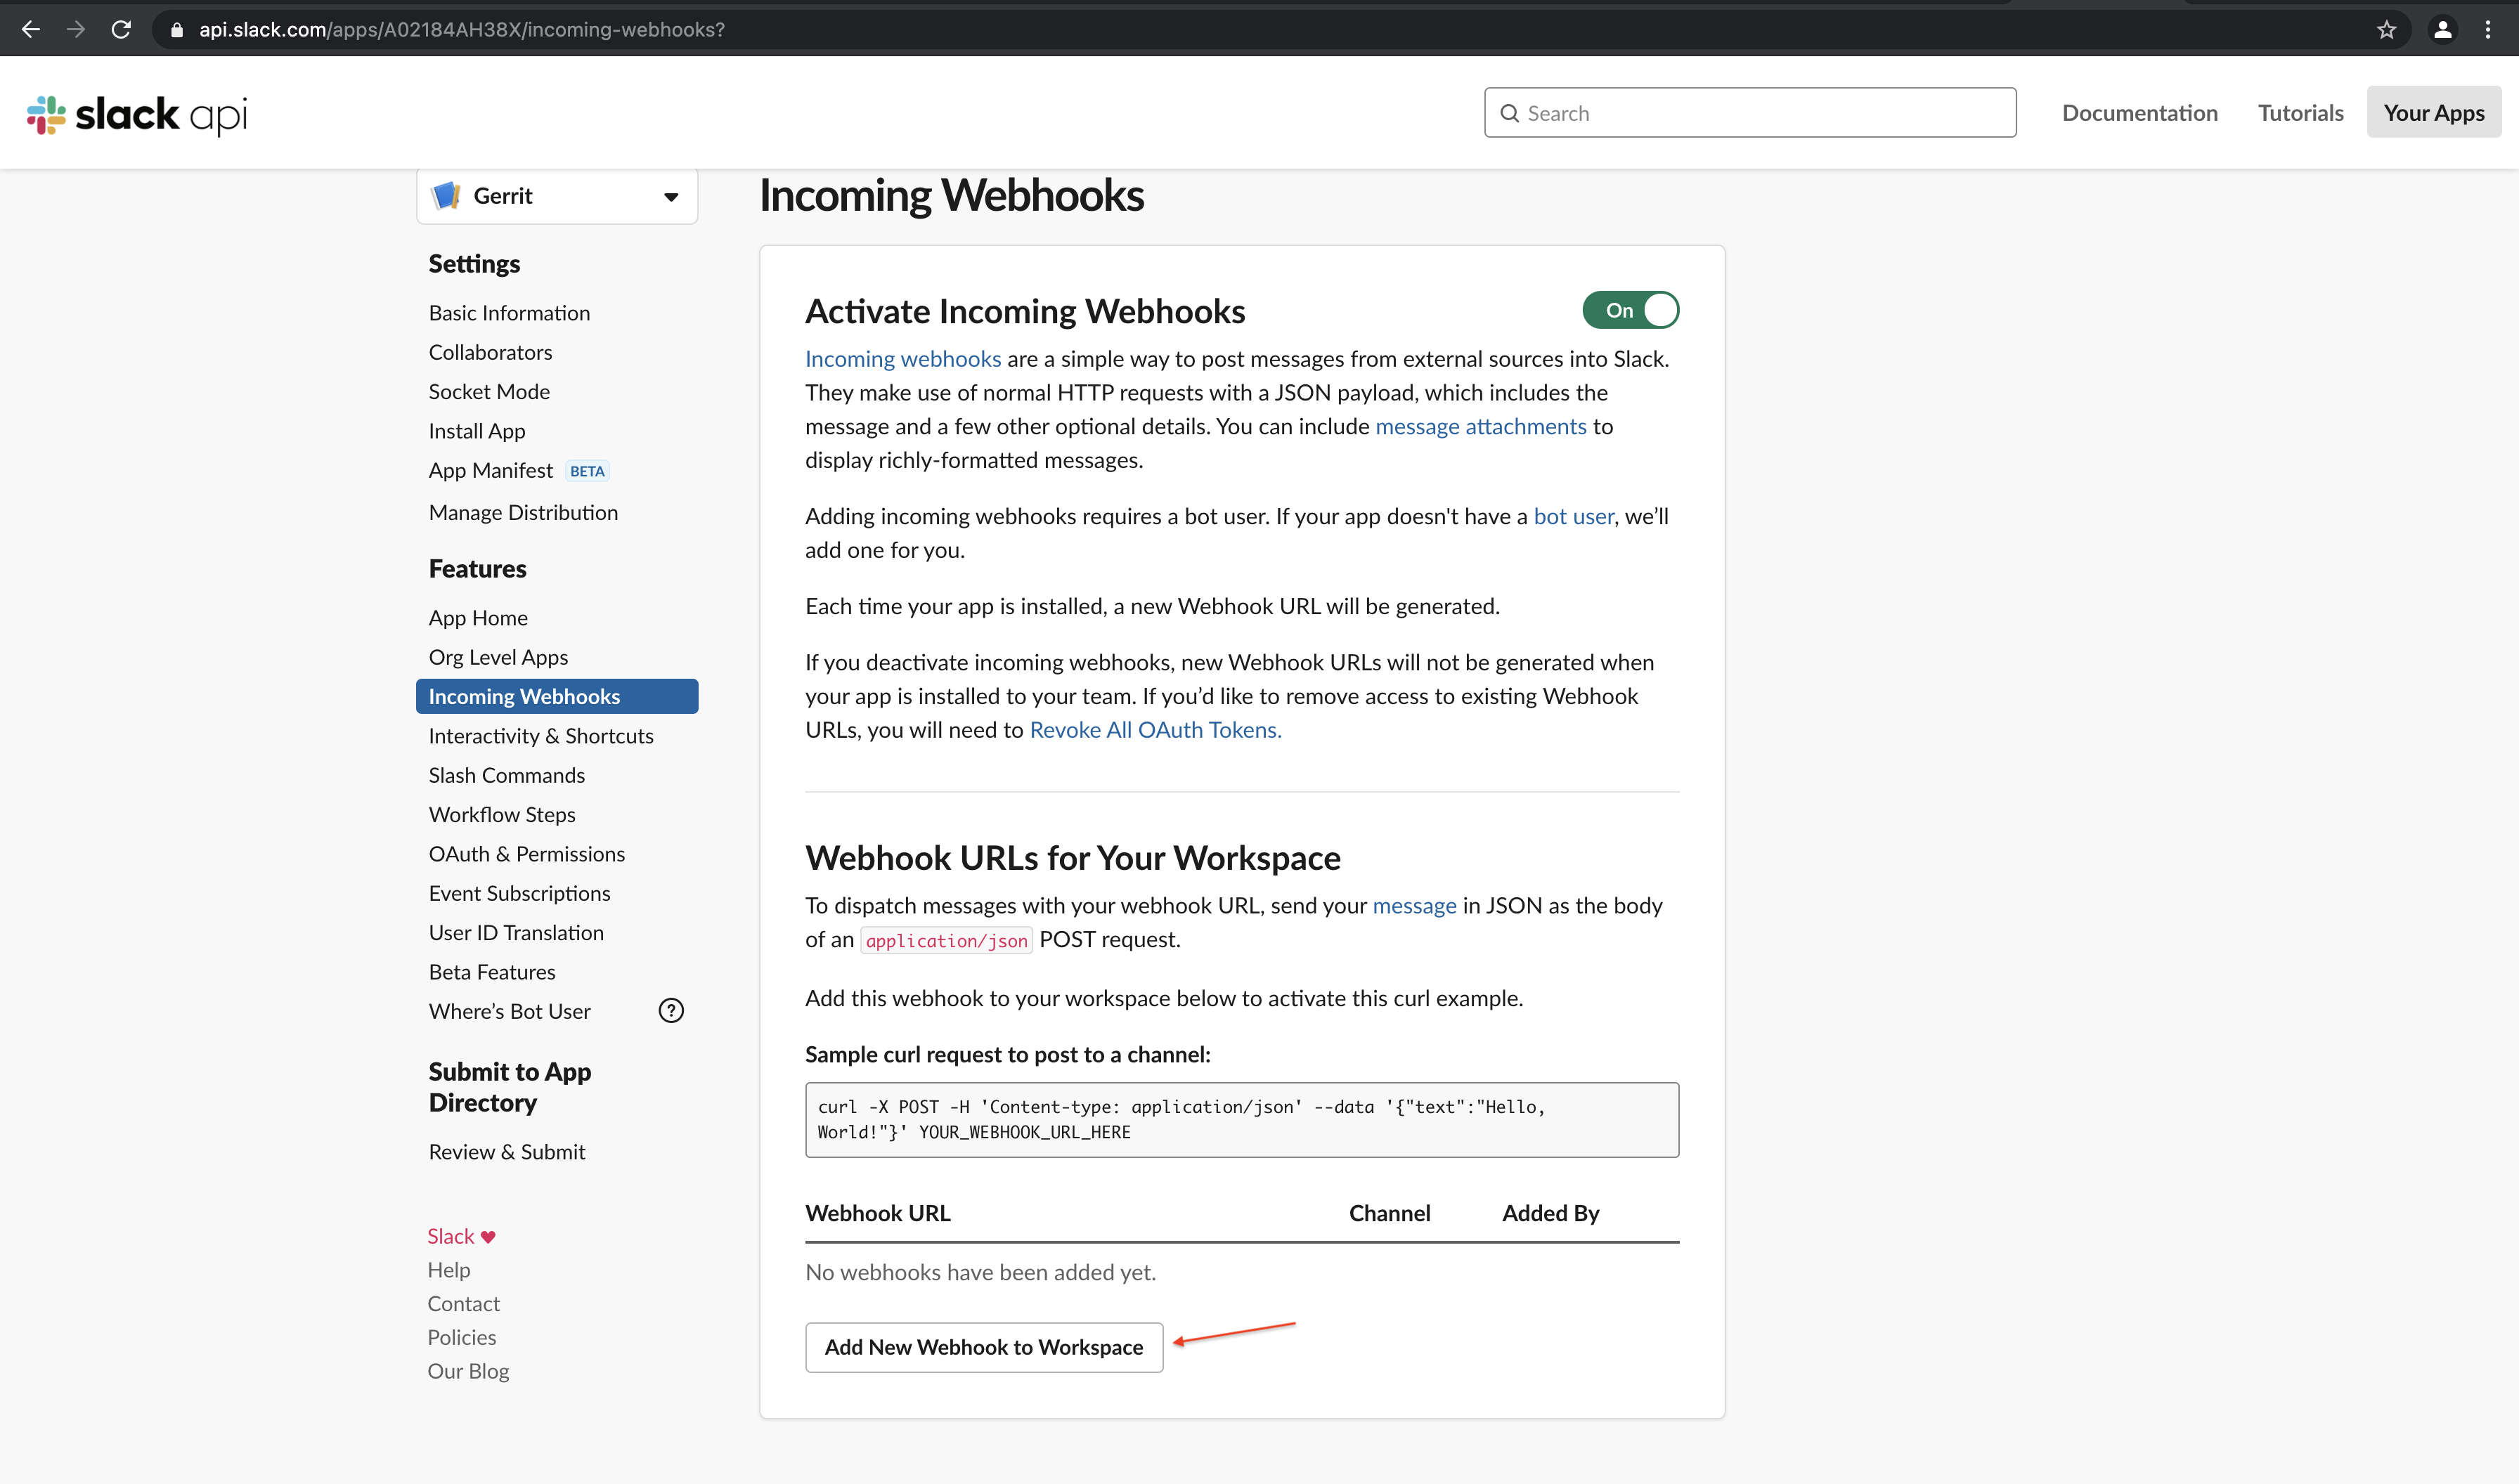 api.slack.com/apps/A02184AH38X/incoming-webhooks?
slack api
Search
Documentation
Tutorials
Your Apps
Gerrit
Settings
Basic Information
Collaborators
Socket Mode
Install App
App Manifest BETA
Manage Distribution
Features
App Home
Org Level Apps
Incoming Webhooks
Interactivity & Shortcuts
Slash Commands
Workflow Steps
OAuth & Permissions
Event Subscriptions
User ID Translation
Beta Features
Where’s Bot User ?
Submit to App
Directory
Review & Submit
Slack
Help
Contact
Policies
Our Blog
Incoming Webhooks
Activate Incoming Webhooks
On
Incoming webhooks are a simple way to post messages from external sources into Slack.
They make use of normal HTTP requests with a JSON payload, which includes the
message and a few other optional details. You can include message attachments to
display richly-formatted messages.
Adding incoming webhooks requires a bot user. If your app doesn't have a bot user, we’ll
add one for you.
Each time your app is installed, a new Webhook URL will be generated.
If you deactivate incoming webhooks, new Webhook URLs will not be generated when
your app is installed to your team. If you’d like to remove access to existing Webhook
URLs, you will need to Revoke All OAuth Tokens.
Webhook URLs for Your Workspace
To dispatch messages with your webhook URL, send your message in JSON as the body
of an application/json POST request.
Add this webhook to your workspace below to activate this curl example.
Sample curl request to post to a channel:
curl -X POST -H 'Content-type: application/json' --data '{"text":"Hello,
World!"}' YOUR_WEBHOOK_URL_HERE
Webhook URL Channel Added By
No webhooks have been added yet.
Add New Webhook to Workspace